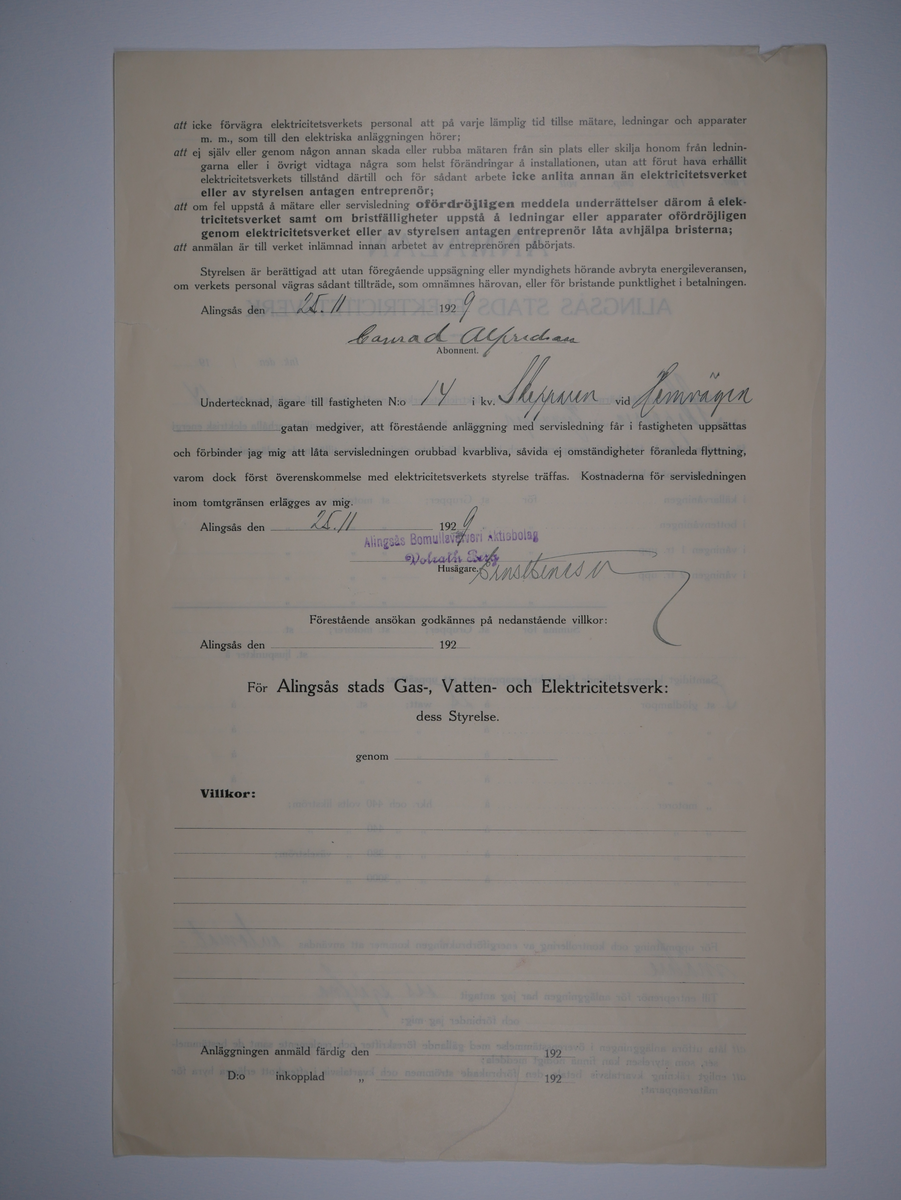 att icke förvägra elektricitetsverkets personal att på varje lämplig tid tillse mätare, ledningar och apparater
m. m., som till den elektriska anläggningen hörer;
att ej själv eller genom någon annan skada eller rubba mätaren från sin plats eller skilja honom från lednin-
garna eller i övrigt vidtaga några som helst förändringar å installationen, utan att förut hava erhållit
elektricitetsverkets tillstånd därtill och för sådant arbete icke anlita annan än elektricitetsverket
eller av styrelsen antagen entreprenör;
att om fel uppstå å mätare eller servisledning ofördröjligen meddela underrättelser därom å elek-
tricitetsverket samt om bristfälligheter uppstå å ledningar eller apparater ofördröjligen
genom elektricitetsverket eller av styrelsen antagen entreprenör låta avhjälpa bristerna;
att anmälan är till verket inlämnad innan arbetet av entreprenören påbörjats.
Styrelsen är berättigad att utan föregående uppsägning eller myndighets hörande avbryta energileveransen,
om verkets personal vägras sådant tillträde, som omnämnes härovan, eller för bristande punktlighet i betalningen.
Alingsås den 25.11 1929
Conrad Alfredsson
Abonnent.
Undertecknad, ägare till fastigheten N:o 14 i kv. vid Hemvägen
gatan medgiver, att förestående anläggning med servisledning får i fastigheten uppsättas
och förbinder jag mig att låta servisledningen orubbad kvarbliva, såvida ej omständigheter föranleda flyttning,
varom dock först överenskommelse med elektricitetsverkets styrelse träffas. Kostnaderna för servisledningen
inom tomtgränsen erlägges av mig.
Alingsås den 25.11 1929
Alingsås Bomullsväveri Aktiebolag
Husägare.
Förestående ansökan godkännes på nedanstående villkor:
Alingsås den 192
För Alingsås stads Gas-, Vatten- och Elektricitetsverk:
dess Styrelse.
genom
Villkor:
Anläggningen anmäld färdig den 192
D:o inkopplad „ 192